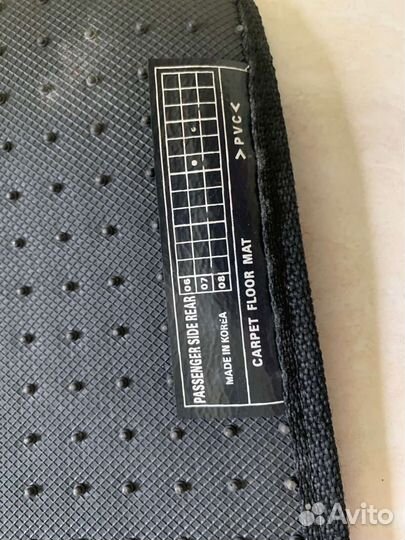 PASSENGER SIDE REAR
06
07
08
MADE IN KOREA
CARPET FLOOR MAT
>PVC<
Avito